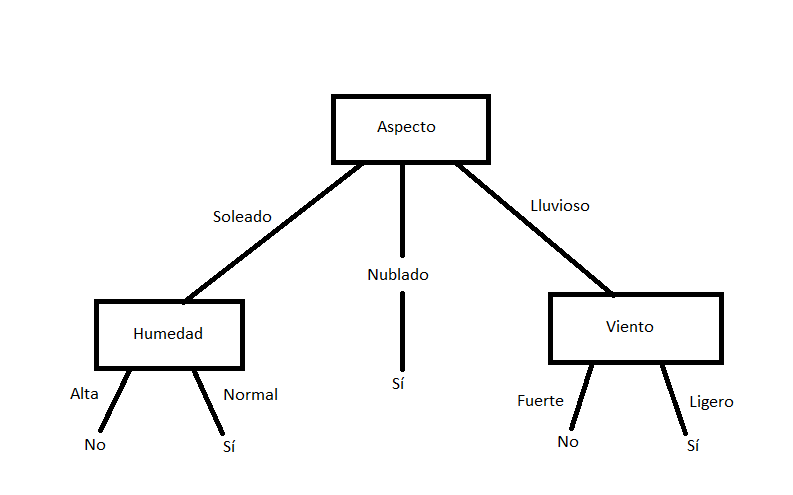 Aspecto
Soleado
Lluvioso
Nublado
Humedad
Viento
Alta
Normal
Sí
Fuerte
Ligero
No
Sí
No
Sí